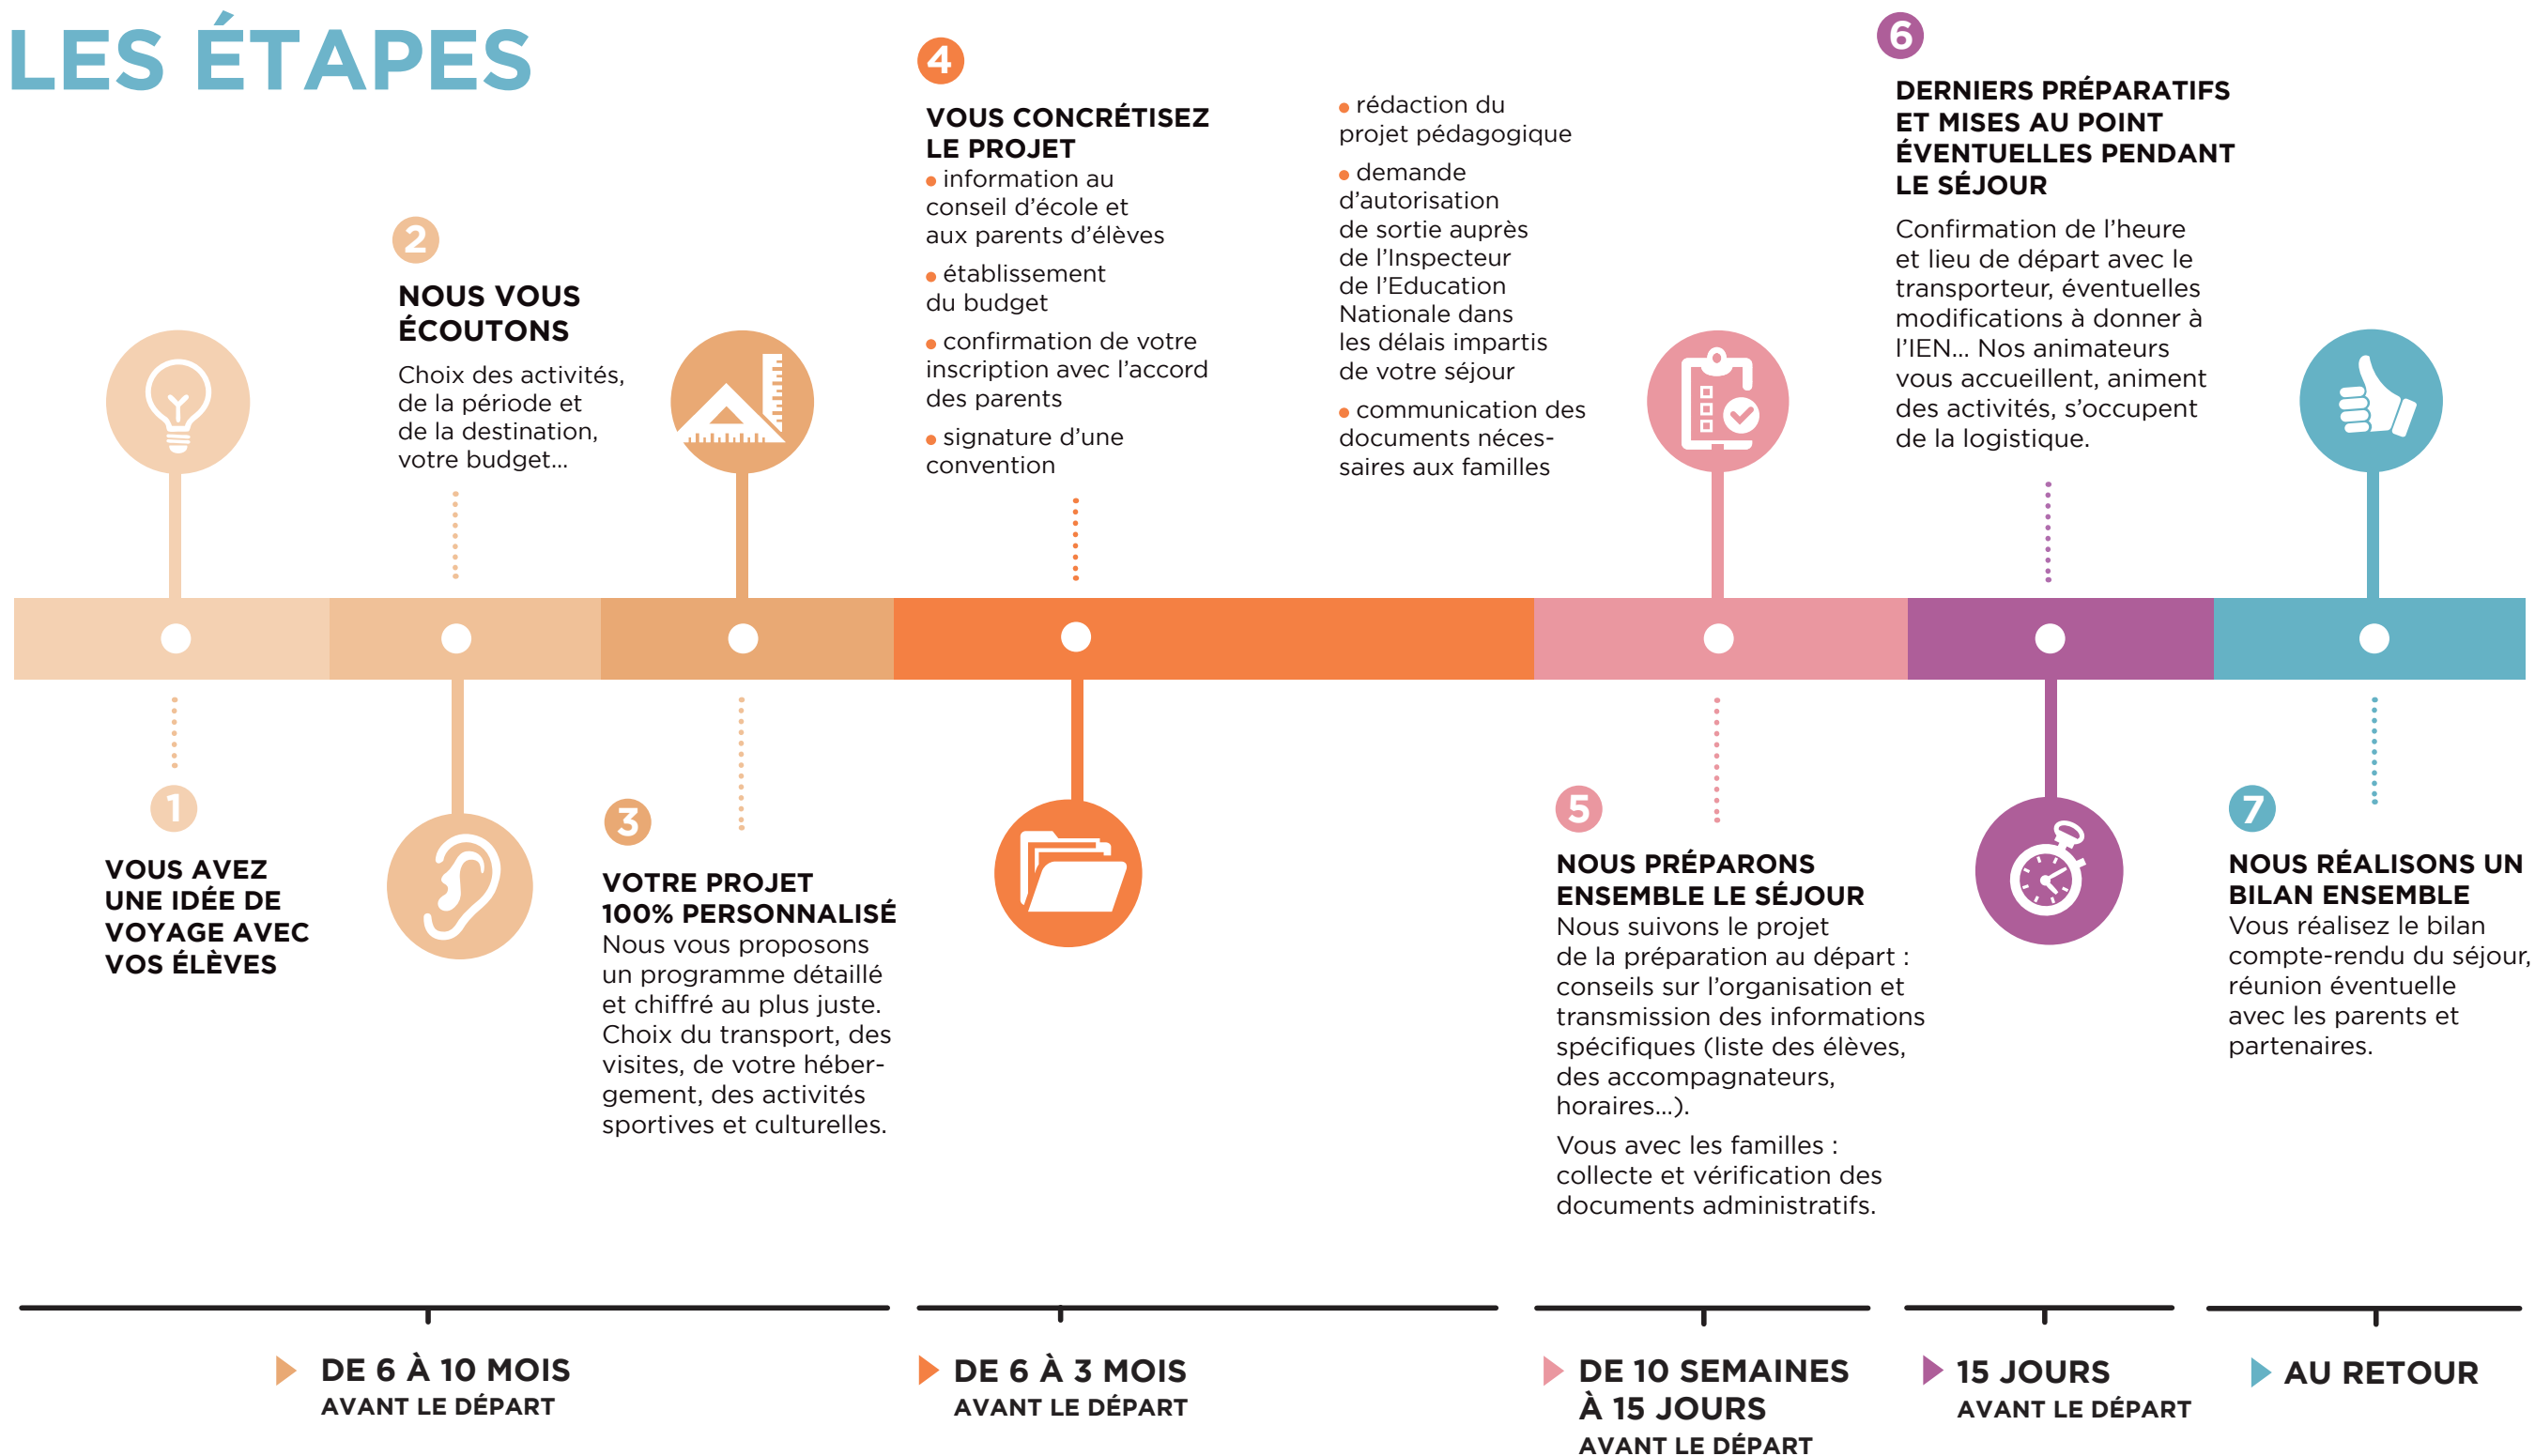 LES ÉTAPES
1
VOUS AVEZ
UNE IDÉE DE
VOYAGE AVEC
VOS ÉLÈVES
2
NOUS VOUS
ÉCOUTONS
Choix des activités,
de la période et
de la destination,
votre budget...
3
VOTRE PROJET
100% PERSONNALISÉ
Nous vous proposons
un programme détaillé
et chiffré au plus juste.
Choix du transport, des
visites, de votre héber-
gement, des activités
sportives et culturelles.
4
VOUS CONCRÉTISEZ
LE PROJET
• information au
conseil d’école et
aux parents d’élèves
• établissement
du budget
• confirmation de votre
inscription avec l’accord
des parents
• signature d’une
convention
• rédaction du
projet pédagogique
• demande
d’autorisation
de sortie auprès
de l’Inspecteur
de l’Education
Nationale dans
les délais impartis
de votre séjour
• communication des
documents néces-
saires aux familles
5
NOUS PRÉPARONS
ENSEMBLE LE SÉJOUR
Nous suivons le projet
de la préparation au départ :
conseils sur l’organisation et
transmission des informations
spécifiques (liste des élèves,
des accompagnateurs,
horaires...).
Vous avec les familles :
collecte et vérification des
documents administratifs.
6
DERNIERS PRÉPARATIFS
ET MISES AU POINT
ÉVENTUELLES PENDANT
LE SÉJOUR
Confirmation de l’heure
et lieu de départ avec le
transporteur, éventuelles
modifications à donner à
l’IEN... Nos animateurs
vous accueillent, animent
des activités, s’occupent
de la logistique.
7
NOUS RÉALISONS UN
BILAN ENSEMBLE
Vous réalisez le bilan
compte-rendu du séjour,
réunion éventuelle
avec les parents et
partenaires.
DE 6 À 10 MOIS
AVANT LE DÉPART
DE 6 À 3 MOIS
AVANT LE DÉPART
DE 10 SEMAINES
À 15 JOURS
AVANT LE DÉPART
15 JOURS
AVANT LE DÉPART
AU RETOUR